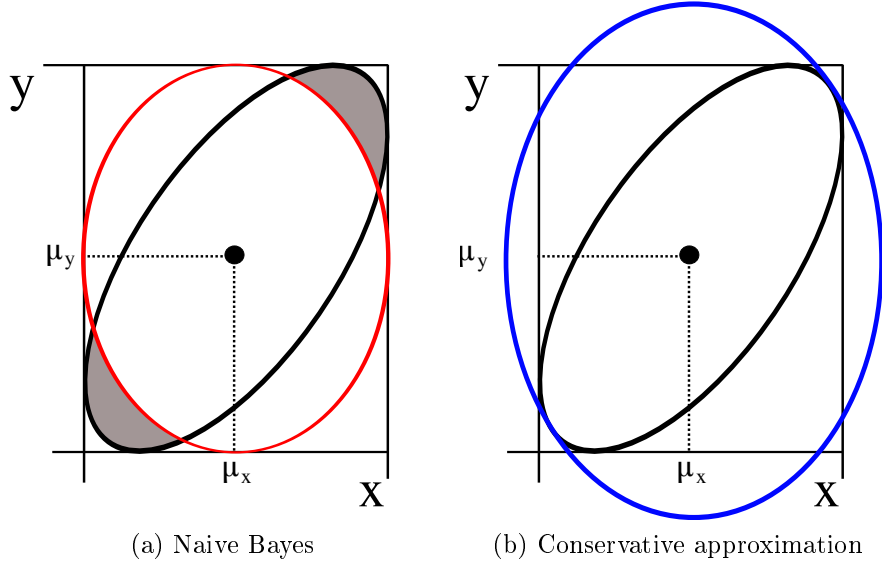 y
μy
μx
x
(a) Naive Bayes
y
μy
μx
x
(b) Conservative approximation